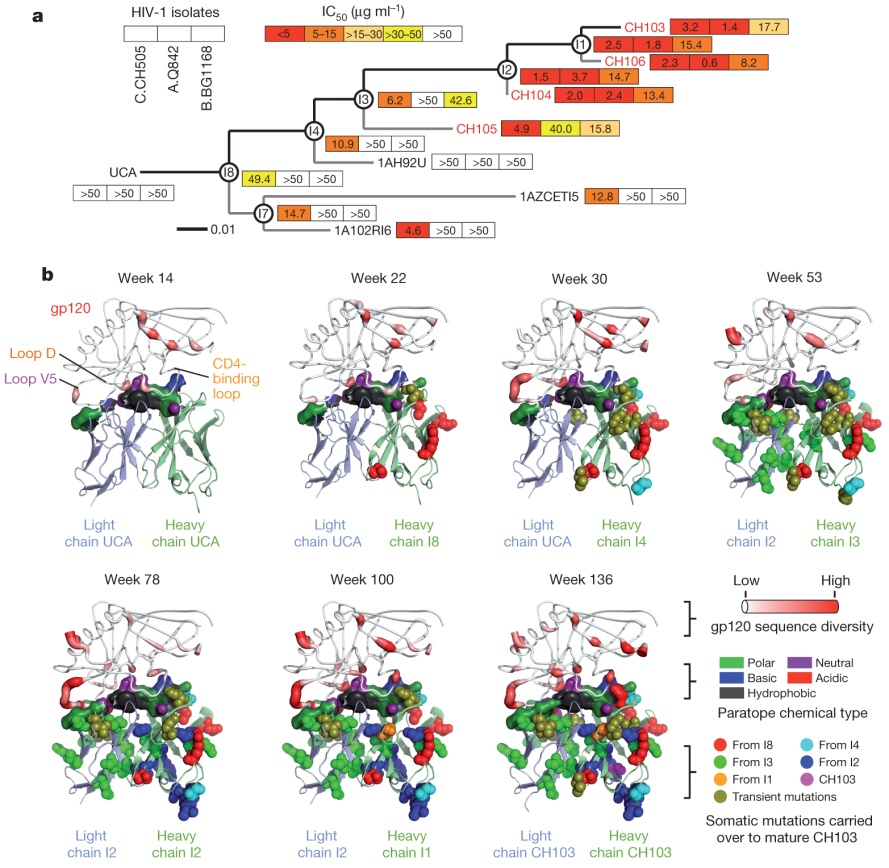 a
HIV-1 isolates
C.CH505
A.Q842
B.BG1168
IC50 (μg ml–1)
<5 5–15 >15–30 >30–50 >50
CH103 3.2 1.4 17.7
I1 2.5 1.8 15.4
CH106 2.3 0.6 8.2
I2 1.5 3.7 14.7
CH104 2.0 2.4 13.4
I3 6.2 >50 42.6
CH105 4.9 40.0 15.8
I4 10.9 >50 >50
1AH92U >50 >50 >50
UCA
>50 >50 >50
I8 49.4 >50 >50
1AZCETI5 12.8 >50 >50
I7 14.7 >50 >50
1A102RI6 4.6 >50 >50
0.01
b
Week 14
gp120
Loop D
Loop V5
CD4-
binding
loop
Light
chain UCA
Heavy
chain UCA
Week 22
Light
chain UCA
Heavy
chain I8
Week 30
Light
chain UCA
Heavy
chain I4
Week 53
Light
chain I2
Heavy
chain I3
Week 78
Light
chain I2
Heavy
chain I2
Week 100
Light
chain I2
Heavy
chain I1
Week 136
Light
chain CH103
Heavy
chain CH103
Low High
gp120 sequence diversity
Polar Neutral
Basic Acidic
Hydrophobic
Paratope chemical type
From I8 From I4
From I3 From I2
From I1 CH103
Transient mutations
Somatic mutations carried
over to mature CH103